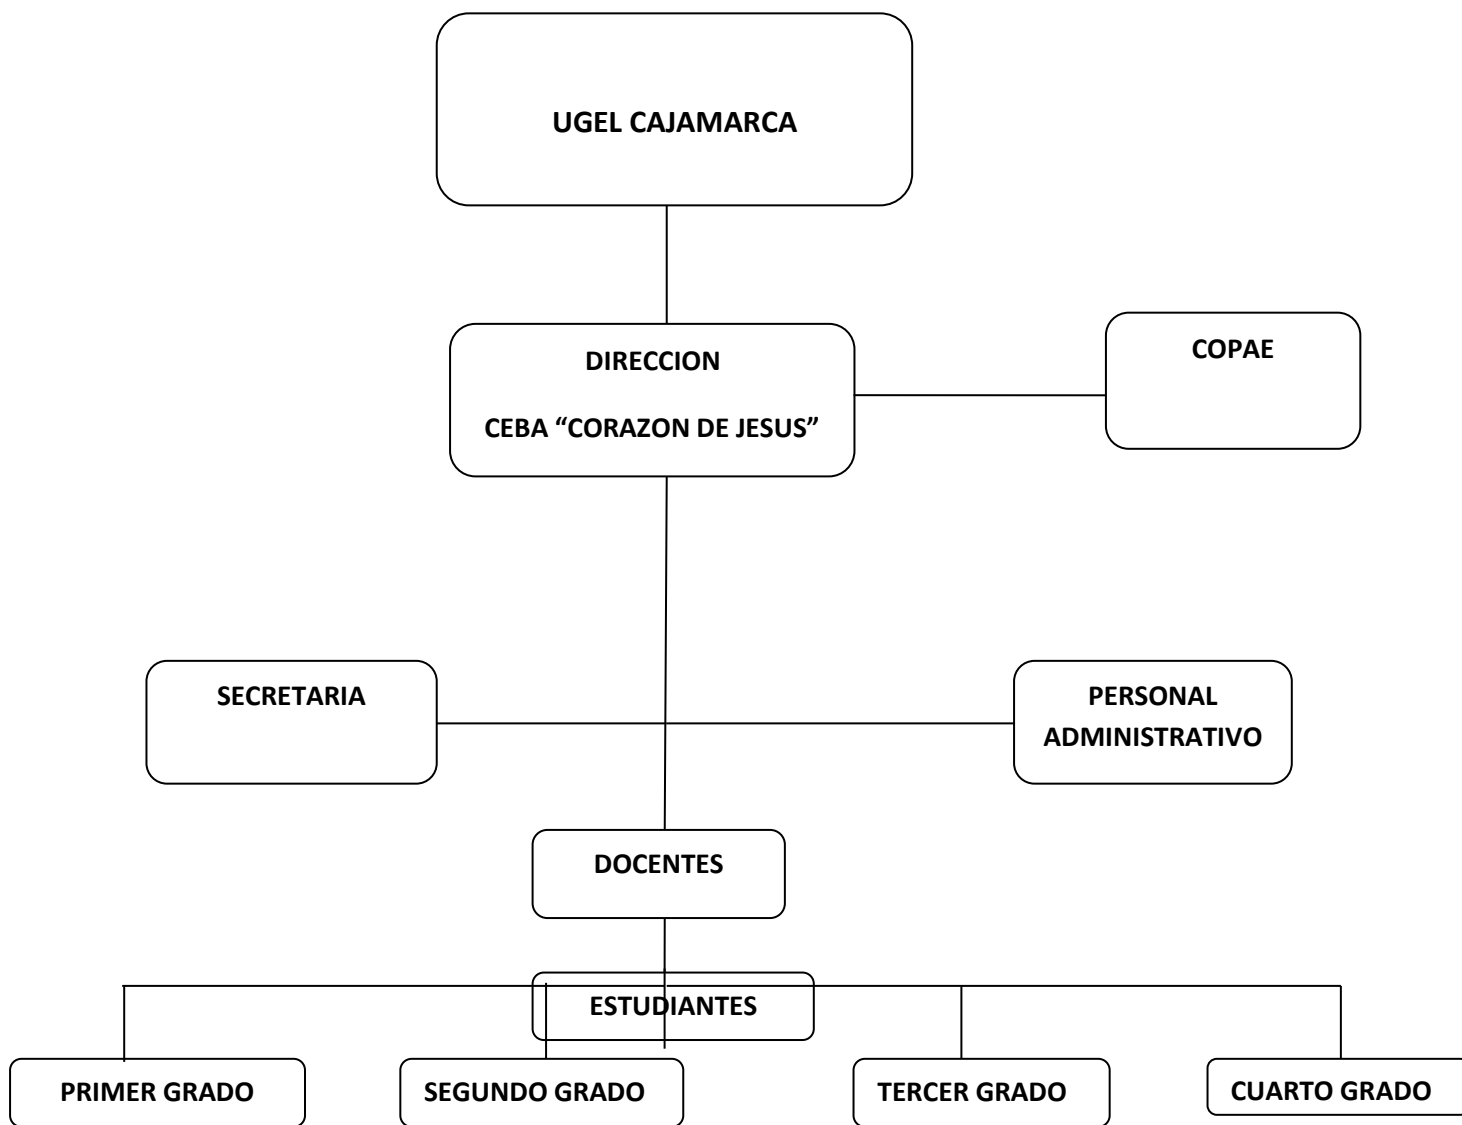 UGEL CAJAMARCA
DIRECCION
CEBA “CORAZON DE JESUS”
COPAE
SECRETARIA
PERSONAL
ADMINISTRATIVO
DOCENTES
ESTUDIANTES
PRIMER GRADO
SEGUNDO GRADO
TERCER GRADO
CUARTO GRADO